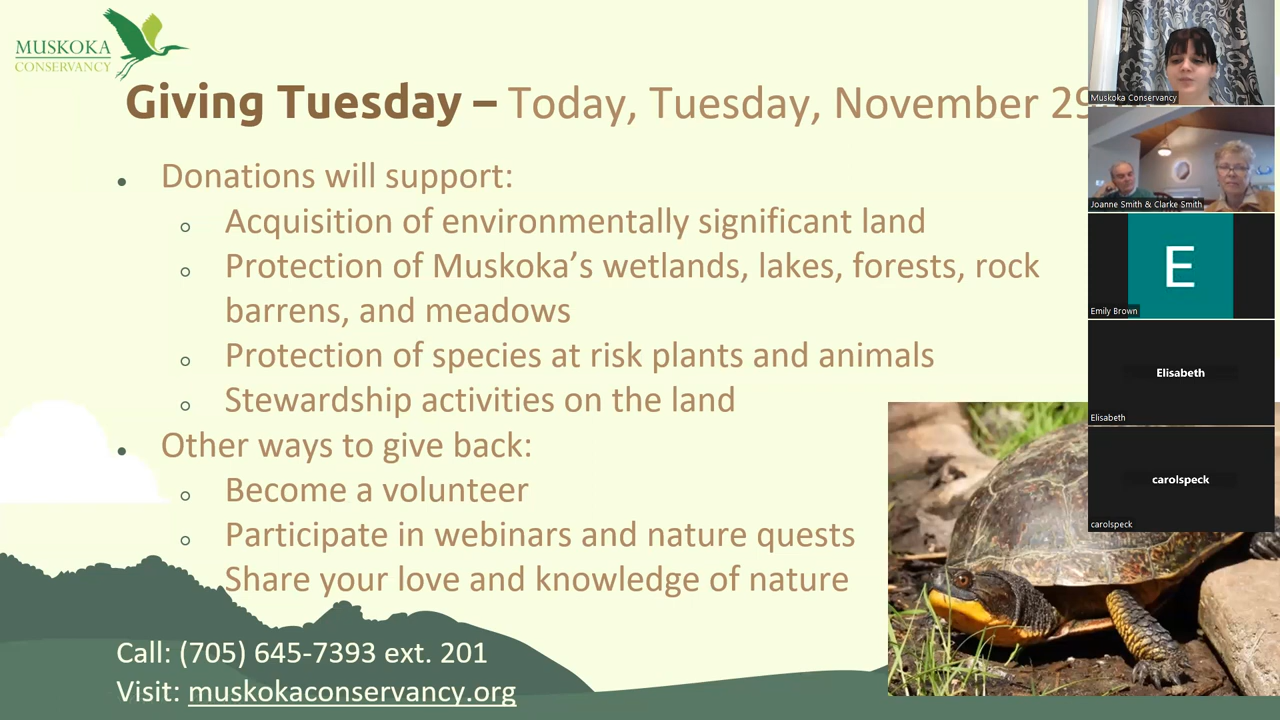 MUSKOKA
CONSERVANCY
Giving Tuesday – Today, Tuesday, November 29
Donations will support:
Acquisition of environmentally significant land
Protection of Muskoka’s wetlands, lakes, forests, rock
barrens, and meadows
Protection of species at risk plants and animals
Stewardship activities on the land
Other ways to give back:
Become a volunteer
Participate in webinars and nature quests
Share your love and knowledge of nature
Call: (705) 645-7393 ext. 201
Visit: muskokaconservancy.org
Muskoka Conservancy
Joanne Smith & Clarke Smith
E
Emily Brown
Elisabeth
Elisabeth
carolspeck
carolspeck